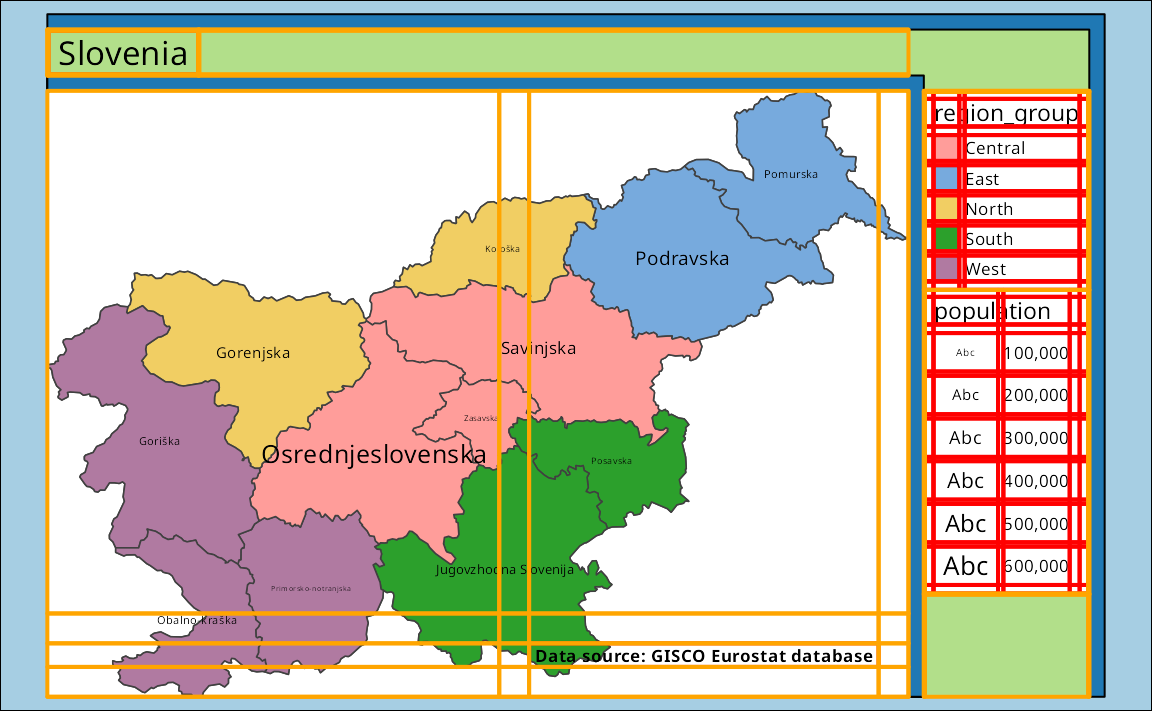 Slovenia
Pomurska
Koroška
Podravska
Gorenjska
Savinjska
Zasavska
Goriška
Osrednjeslovenska
Posavska
Jugovzhodna Slovenija
Primorsko-notranjska
Obalno-kraška
Data source: GISCO Eurostat database
region_group
Central
East
North
South
West
population
Abc 100,000
Abc 200,000
Abc 300,000
Abc 400,000
Abc 500,000
Abc 600,000